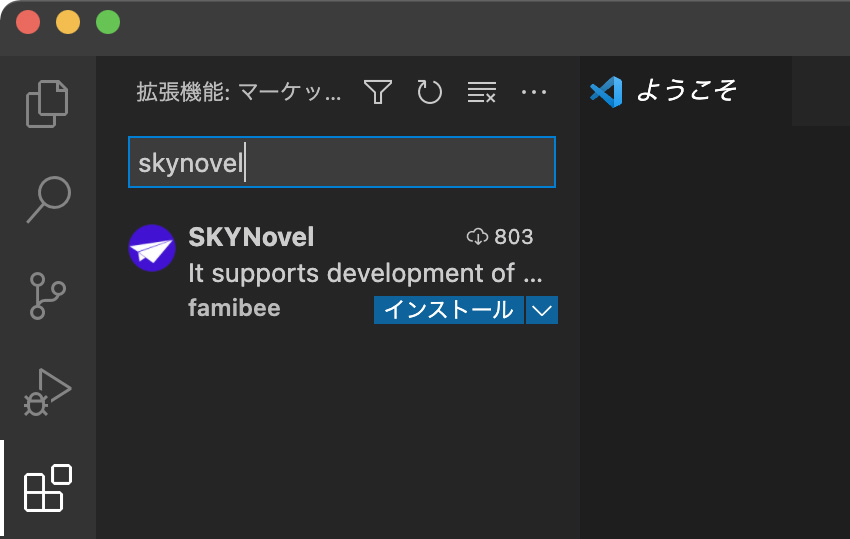 拡張機能: マーケッ...
ようこそ
skynovel
SKYNovel
803
It supports development of ...
famibee
インストール